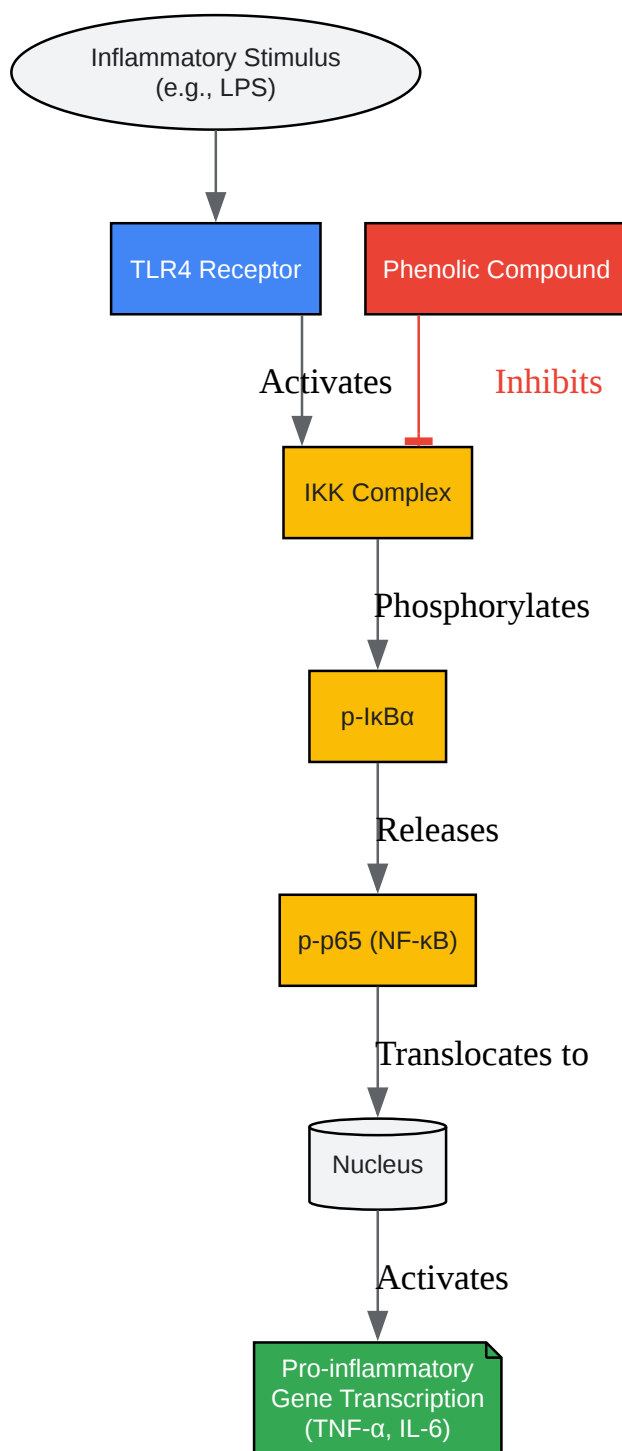 Inflammatory Stimulus
(e.g., LPS)
TLR4 Receptor
Phenolic Compound
Activates
Inhibits
IKK Complex
Phosphorylates
p-IκBα
Releases
p-p65 (NF-κB)
Translocates to
Nucleus
Activates
Pro-inflammatory
Gene Transcription
(TNF-α, IL-6)